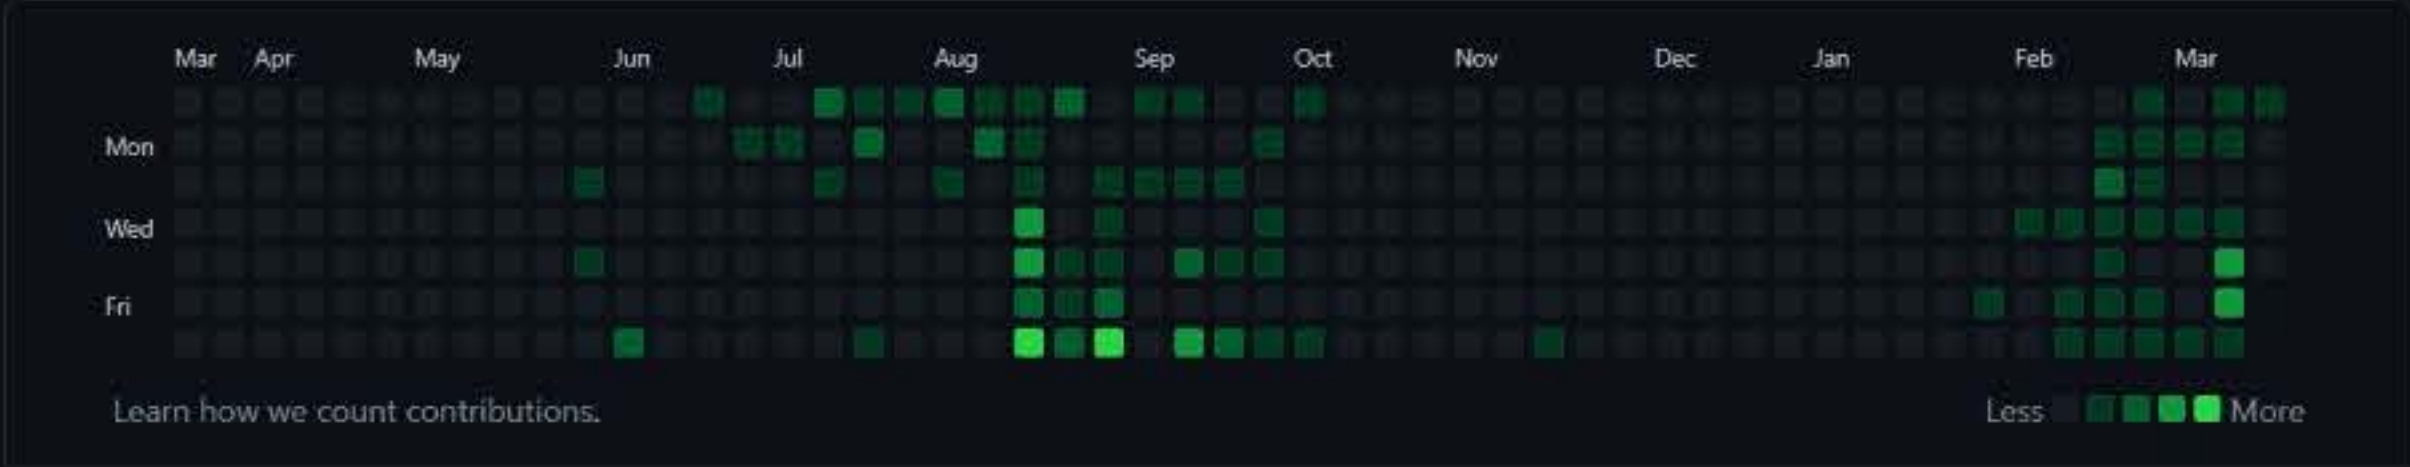 Mar Apr May Jun Jul Aug Sep Oct Nov Dec Jan Feb Mar
Mon
Wed
Fri
Learn how we count contributions. Less More